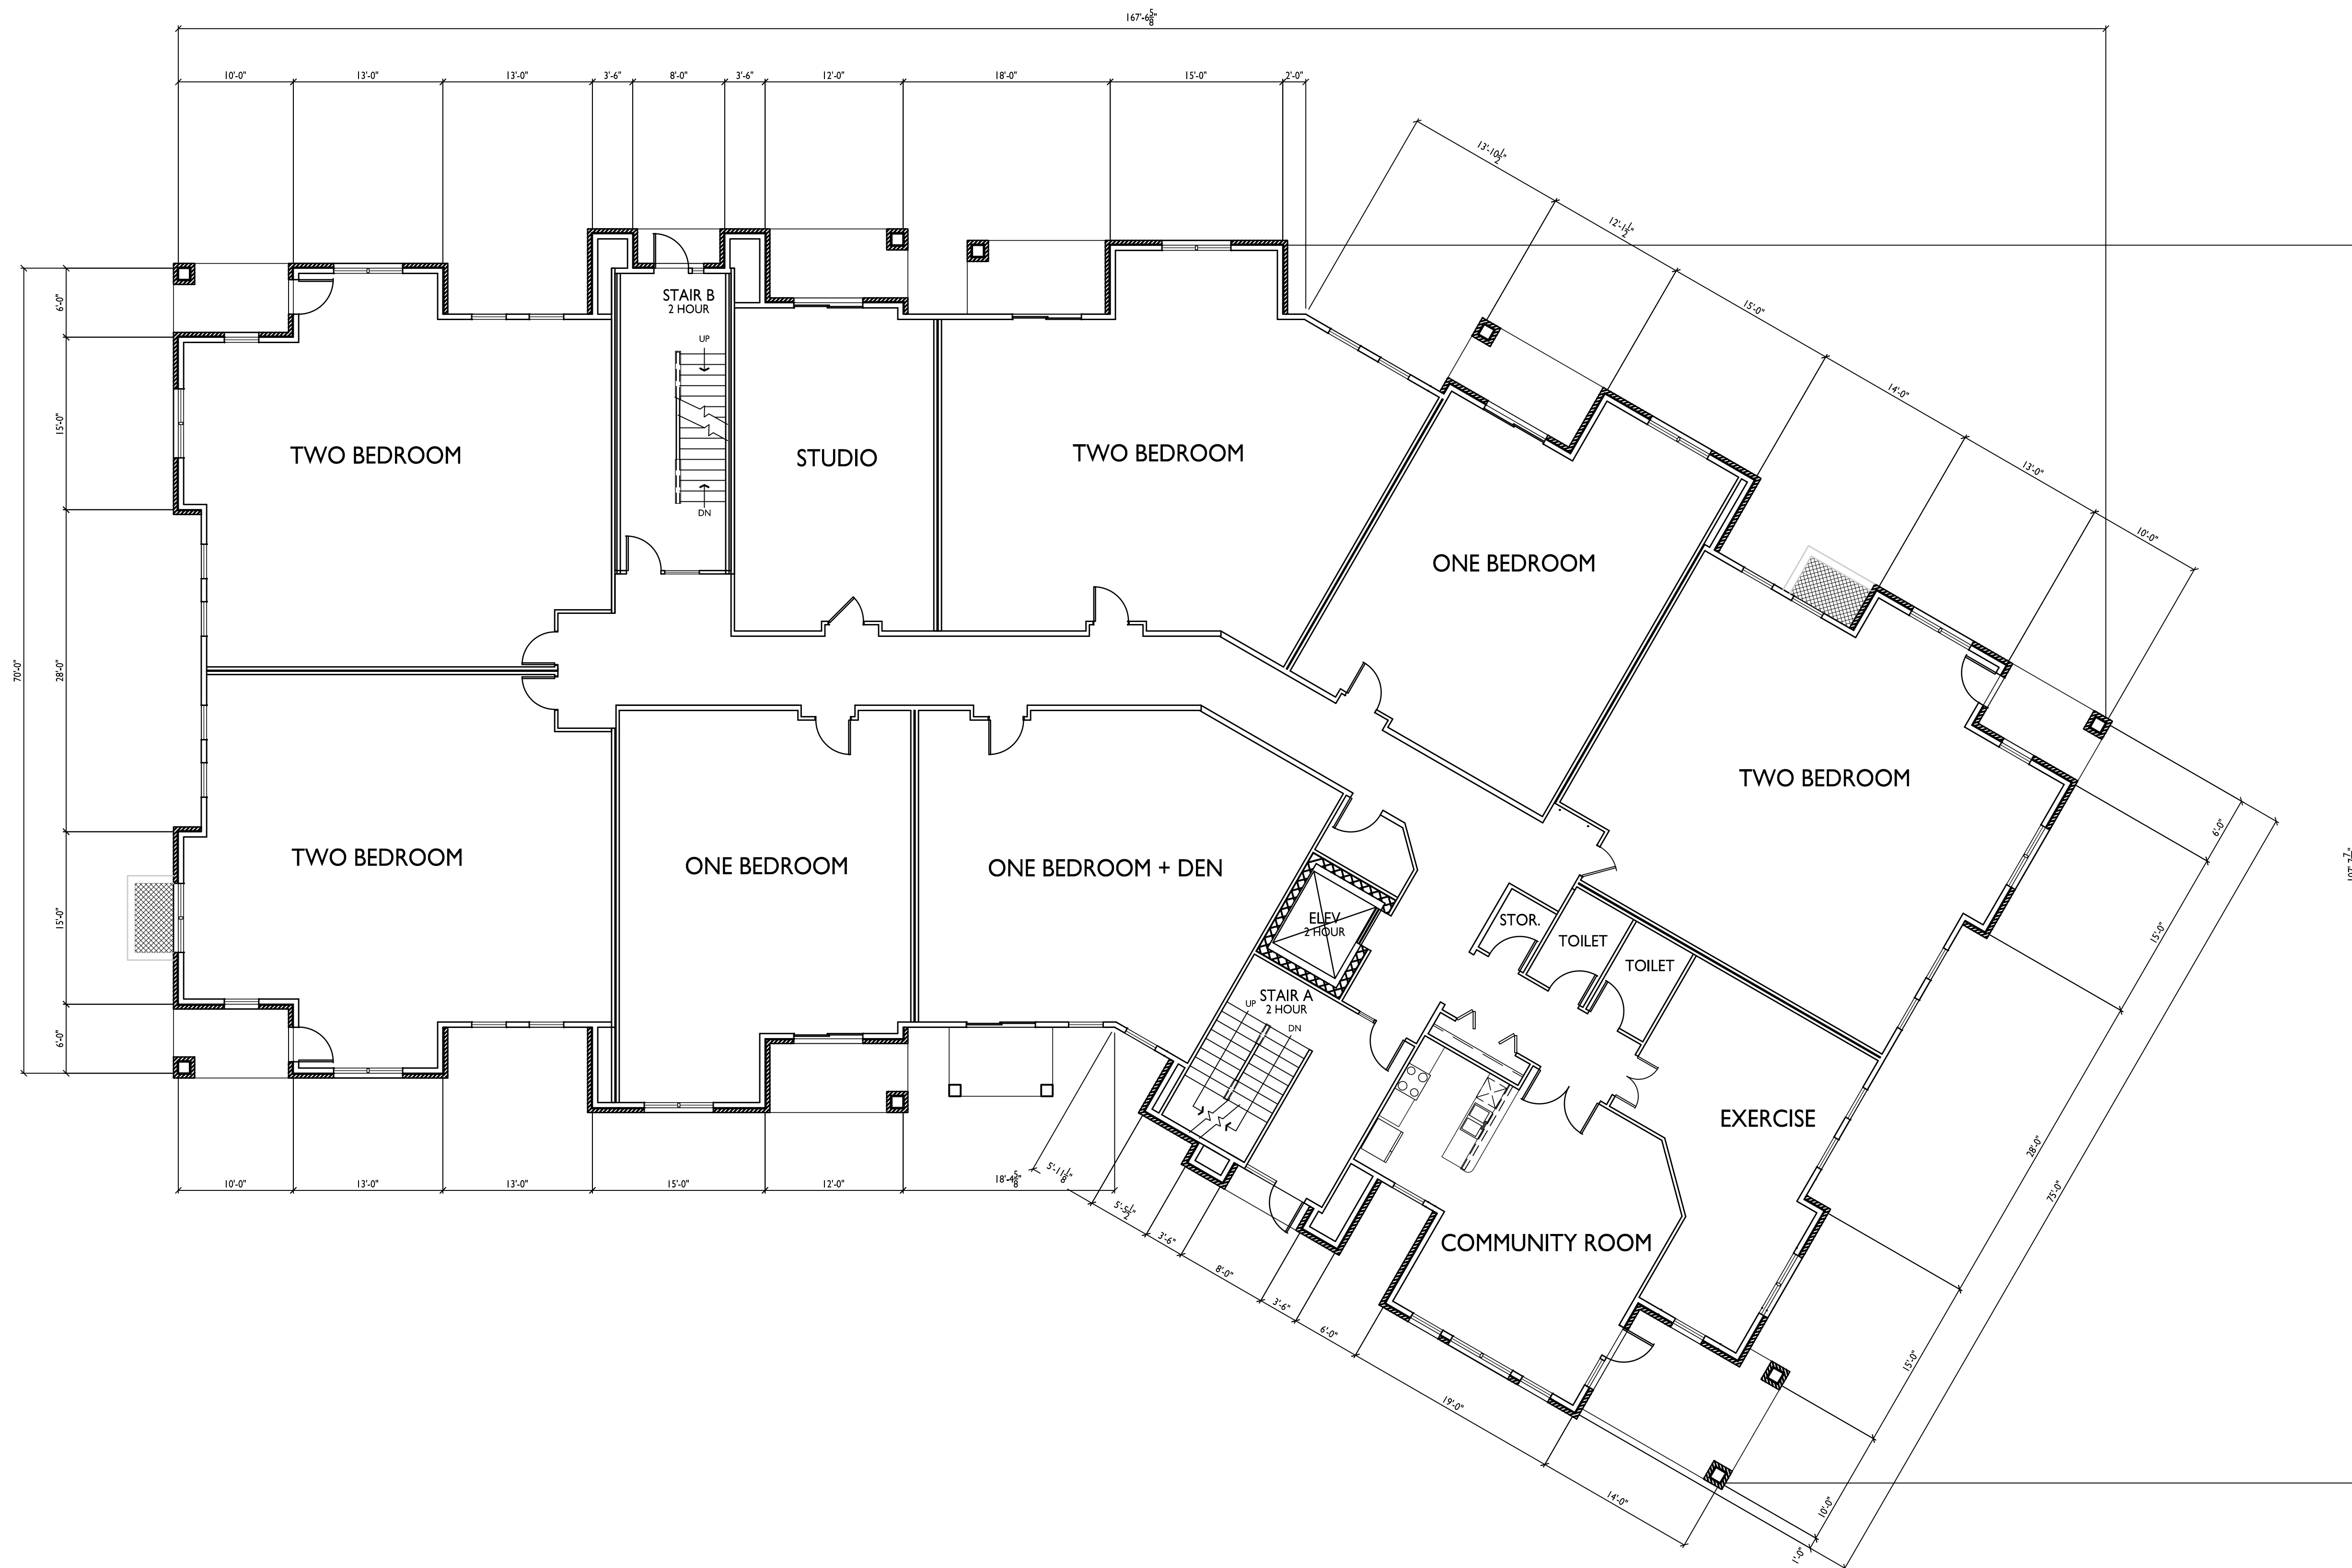 167'-6 5/8"
10'-0"
13'-0"
13'-0"
3'-6"
8'-0"
3'-6"
12'-0"
18'-0"
15'-0"
2'-0"
13'-10 1/2"
12'-1 1/2"
15'-0"
14'-0"
13'-0"
10'-0"
70'-0"
6'-0"
15'-0"
28'-0"
15'-0"
6'-0"
STAIR B
2 HOUR
UP
DN
TWO BEDROOM
STUDIO
TWO BEDROOM
ONE BEDROOM
TWO BEDROOM
TWO BEDROOM
ONE BEDROOM
ONE BEDROOM + DEN
ELEV
2 HOUR
STOR.
TOILET
TOILET
STAIR A
2 HOUR
UP
DN
EXERCISE
COMMUNITY ROOM
6'-0"
15'-0"
28'-0"
75'-0"
15'-0"
10'-0"
1'-0"
10'-0"
13'-0"
13'-0"
15'-0"
12'-0"
18'-4 5/8"
5'-11 1/8"
5'-5 1/2"
3'-6"
8'-0"
3'-6"
6'-0"
19'-0"
14'-0"